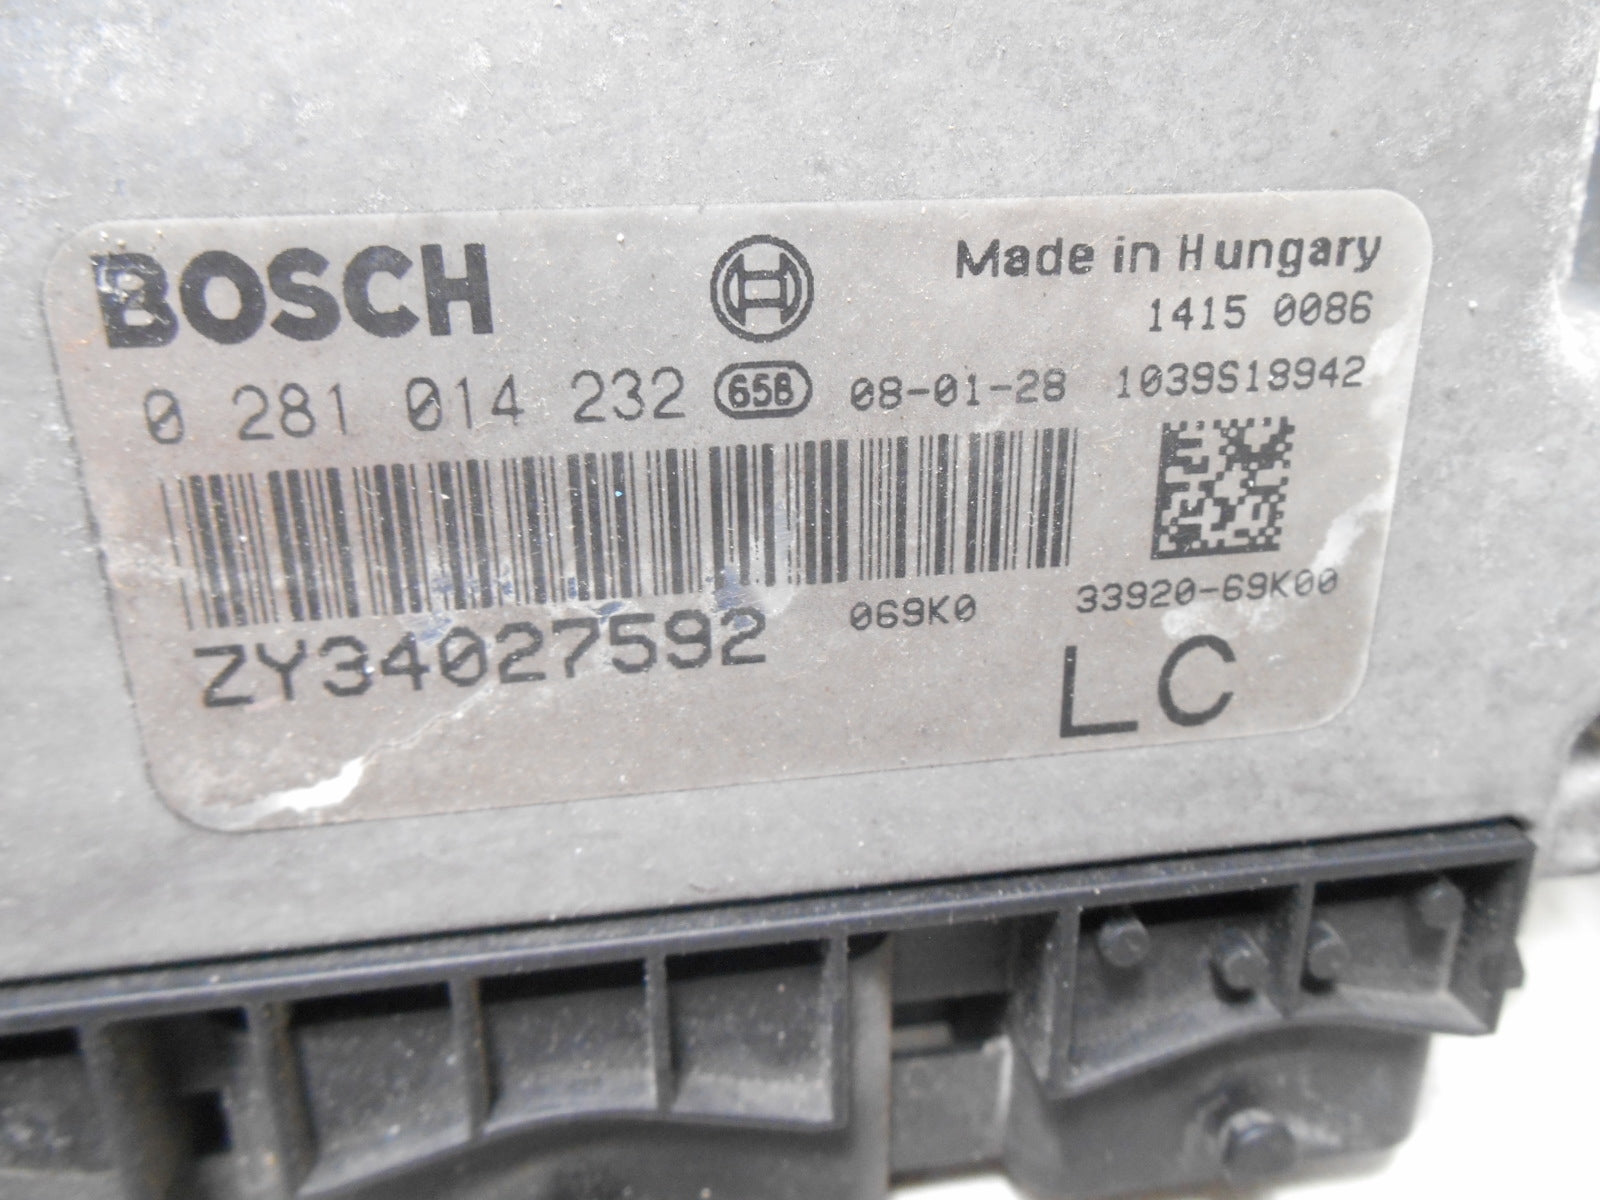 BOSCH
Made in Hungary
1415 0086
0 281 014 232 658 08-01-28 1039S18942
ZY34027592
069K0
33920-69K00
LC